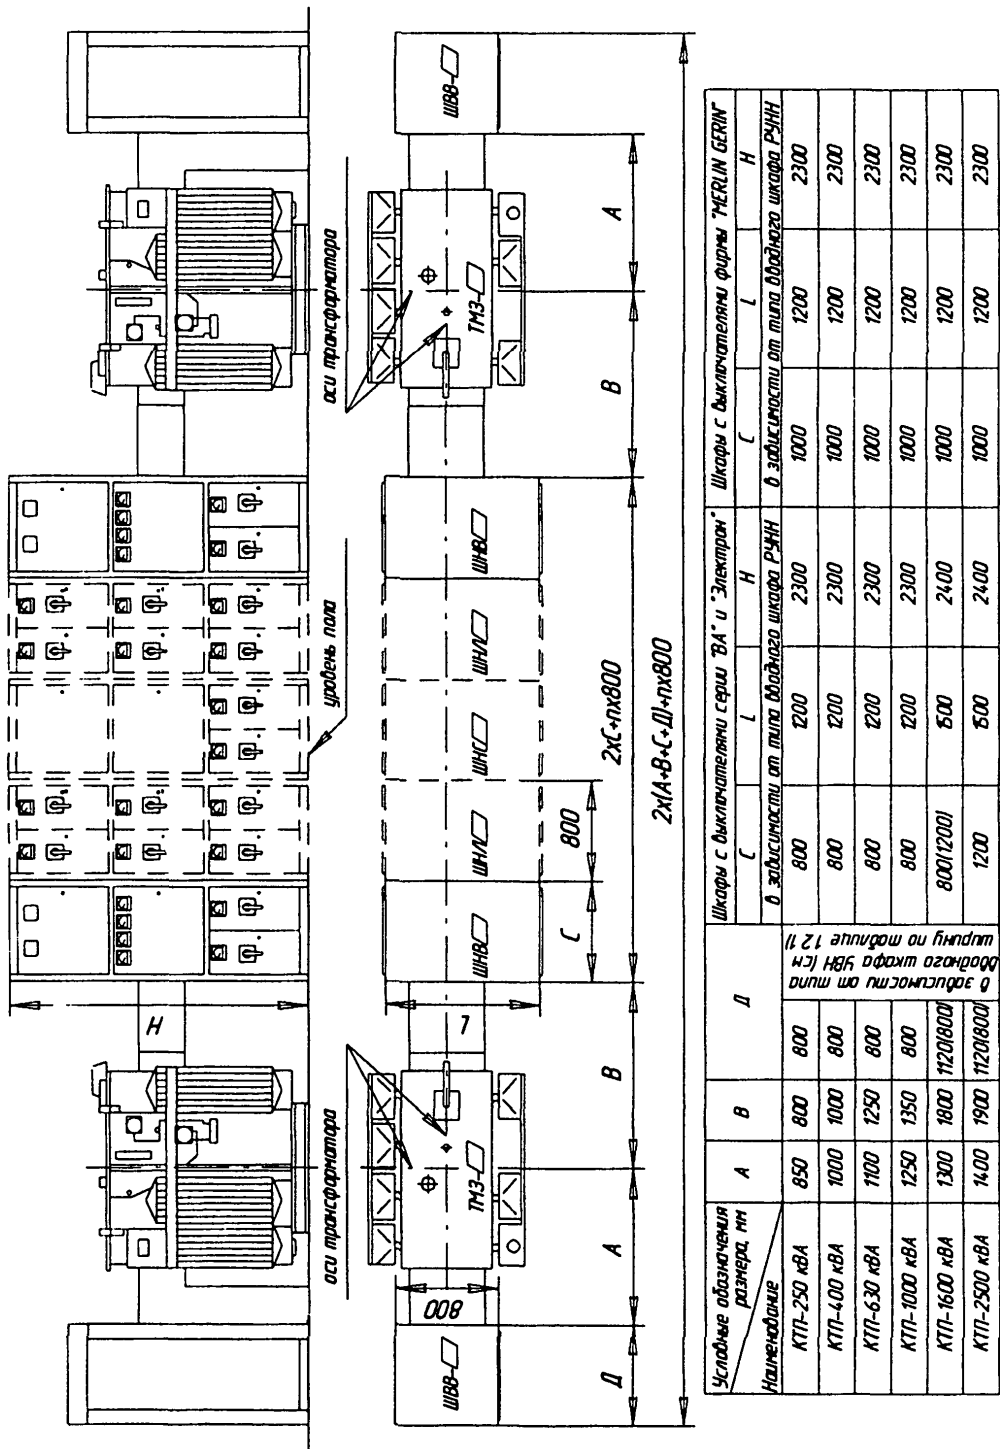 H
оси трансформатора
уровень пола
оси трансформатора
ШВВ-
ТМЗ-
ШНВ
ШНЛ
ШНС
ШНЛ
ШНВ
ТМЗ-
ШВВ-
800
L
C
800
Д
A
B
2xC+nx800
B
A
2x(A+B+C+Д)+nx800
Условные обозначения размера, мм
Наименование
A
B
Д
Шкафы с выключателями серии "ВА" и "Электрон"
Шкафы с выключателями фирмы "MERLIN GERIN"
C
L
H
C
L
H
в зависимости от типа вводного шкафа РУНН
в зависимости от типа вводного шкафа РУНН
КТП-250 кВА 850 800 800 800 1200 2300 1000 1200 2300
КТП-400 кВА 1000 1000 800 800 1200 2300 1000 1200 2300
КТП-630 кВА 1100 1250 800 800 1200 2300 1000 1200 2300
КТП-1000 кВА 1250 1350 800 800 1200 2300 1000 1200 2300
КТП-1600 кВА 1300 1800 1120(800) 800(1200) 1500 2400 1000 1200 2300
КТП-2500 кВА 1400 1900 1120(800) 1200 1500 2400 1000 1200 2300
в зависимости от типа
вводного шкафа УВН (см
ширину по таблице 1.2.1)